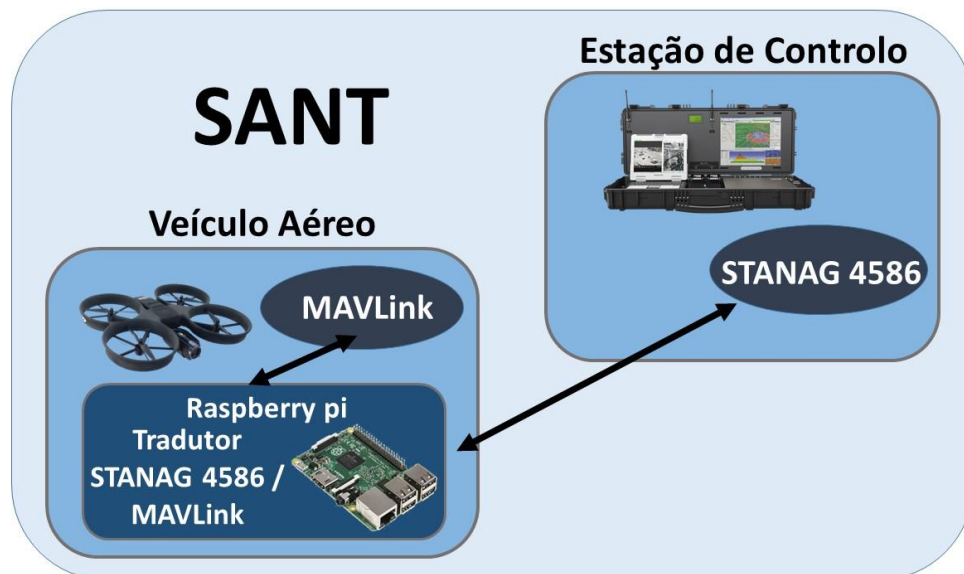 Estação de Controlo
SANT
STANAG 4586
Veículo Aéreo
MAVLink
Raspberry pi
Tradutor
STANAG 4586 /
MAVLink